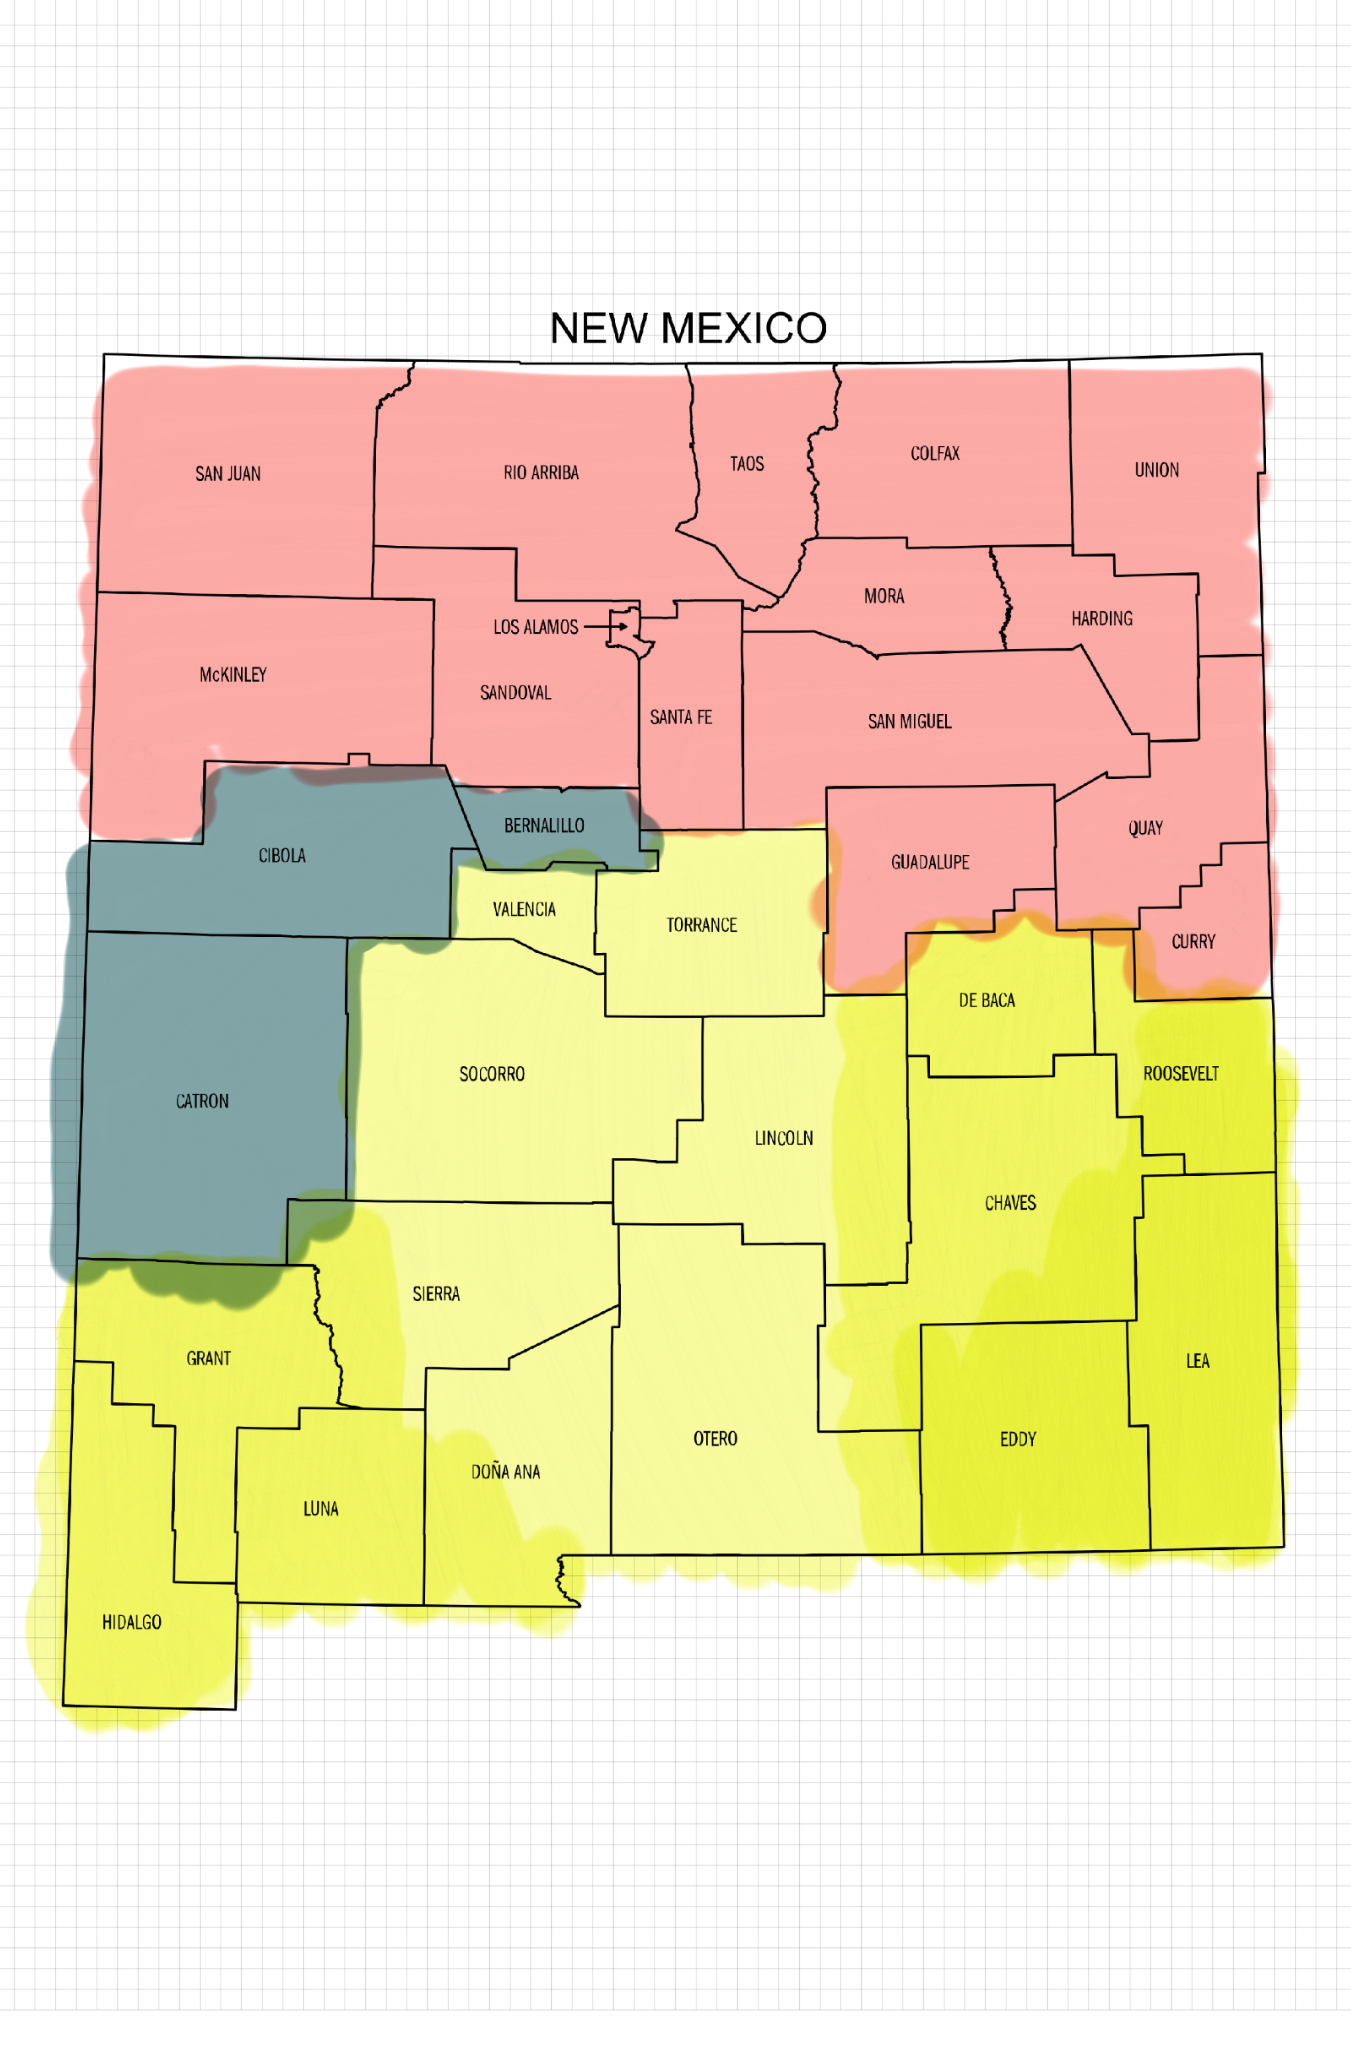 NEW MEXICO
SAN JUAN
RIO ARRIBA
TAOS
COLFAX
UNION
MORA
HARDING
LOS ALAMOS
McKINLEY
SANDOVAL
SANTA FE
SAN MIGUEL
BERNALILLO
QUAY
CIBOLA
GUADALUPE
VALENCIA
TORRANCE
CURRY
DE BACA
SOCORRO
ROOSEVELT
CATRON
LINCOLN
CHAVES
SIERRA
GRANT
LEA
OTERO
EDDY
DOÑA ANA
LUNA
HIDALGO